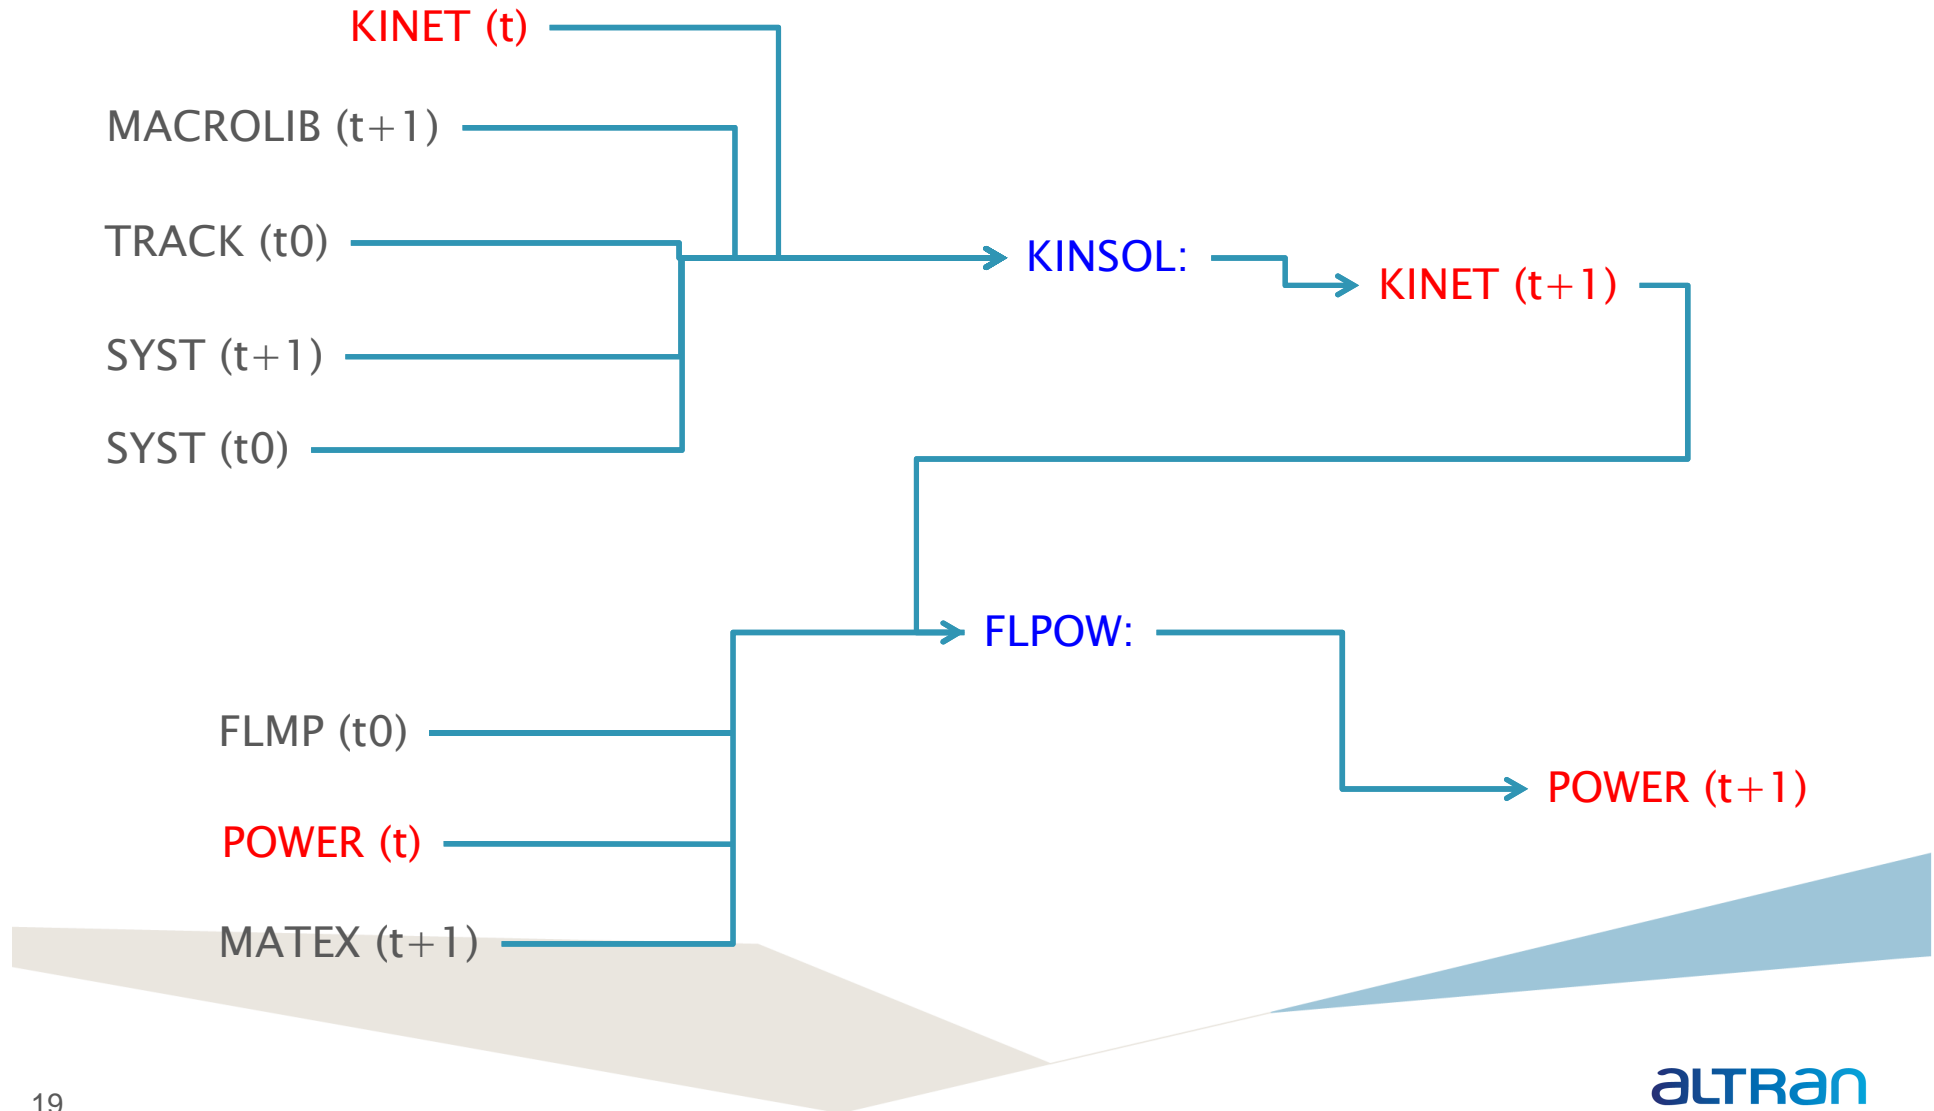 KINET (t)
MACROLIB (t+1)
TRACK (t0)
KINSOL:
KINET (t+1)
SYST (t+1)
SYST (t0)
FLPOW:
FLMP (t0)
POWER (t+1)
POWER (t)
MATEX (t+1)
aLTRan
19